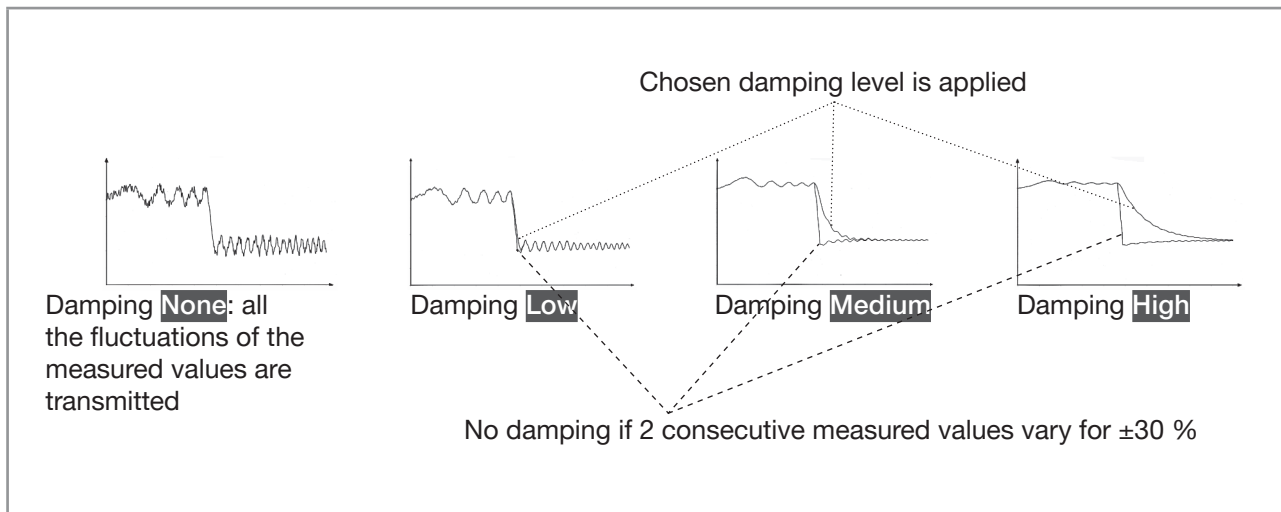 Chosen damping level is applied
Damping None: all
the fluctuations of the
measured values are
transmitted
Damping Low
Damping Medium
Damping High
No damping if 2 consecutive measured values vary for ±30 %